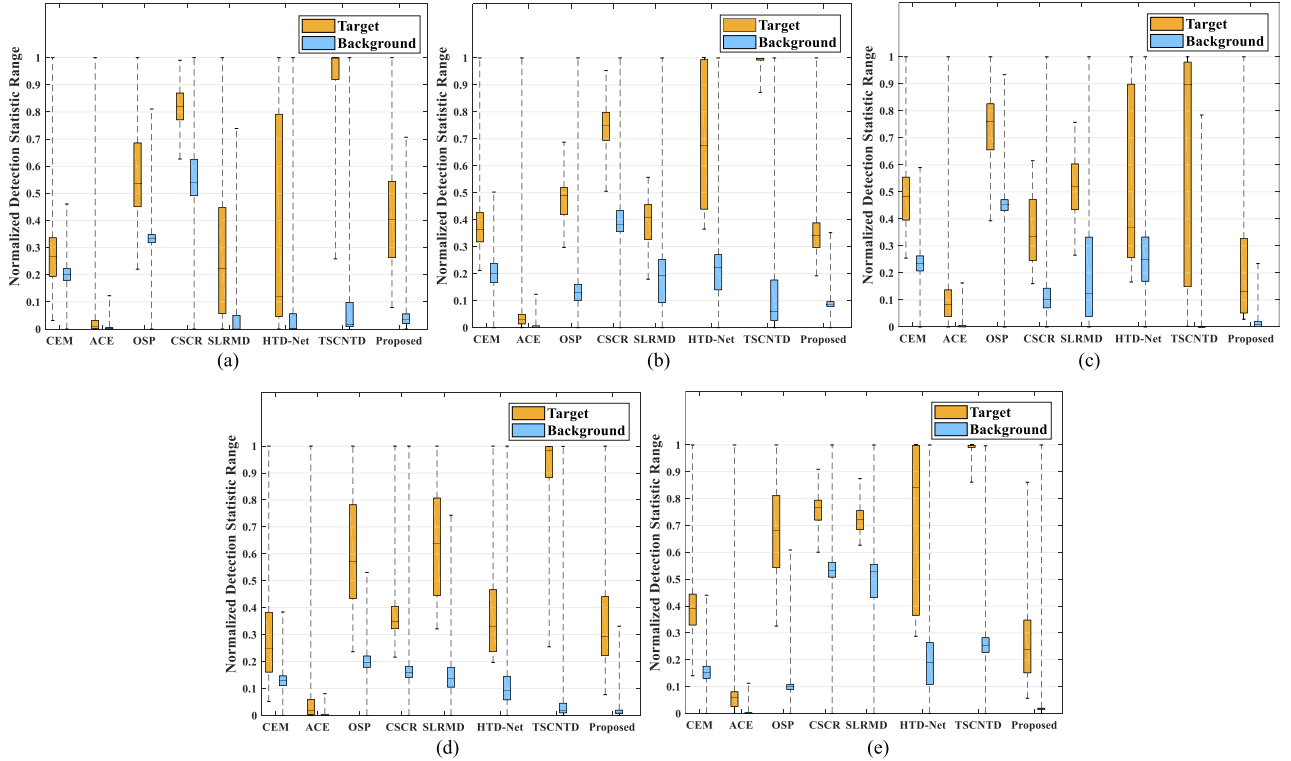 Target
Background
Normalized Detection Statistic Range
1
0.9
0.8
0.7
0.6
0.5
0.4
0.3
0.2
0.1
0
CEM ACE OSP CSCR SLRMD HTD-Net TSCNTD Proposed
(a)
Target
Background
Normalized Detection Statistic Range
1
0.9
0.8
0.7
0.6
0.5
0.4
0.3
0.2
0.1
0
CEM ACE OSP CSCR SLRMD HTD-Net TSCNTD Proposed
(b)
Target
Background
Normalized Detection Statistic Range
1
0.9
0.8
0.7
0.6
0.5
0.4
0.3
0.2
0.1
0
CEM ACE OSP CSCR SLRMD HTD-Net TSCNTD Proposed
(c)
Target
Background
Normalized Detection Statistic Range
1
0.9
0.8
0.7
0.6
0.5
0.4
0.3
0.2
0.1
0
CEM ACE OSP CSCR SLRMD HTD-Net TSCNTD Proposed
(d)
Target
Background
Normalized Detection Statistic Range
1
0.9
0.8
0.7
0.6
0.5
0.4
0.3
0.2
0.1
0
CEM ACE OSP CSCR SLRMD HTD-Net TSCNTD Proposed
(e)